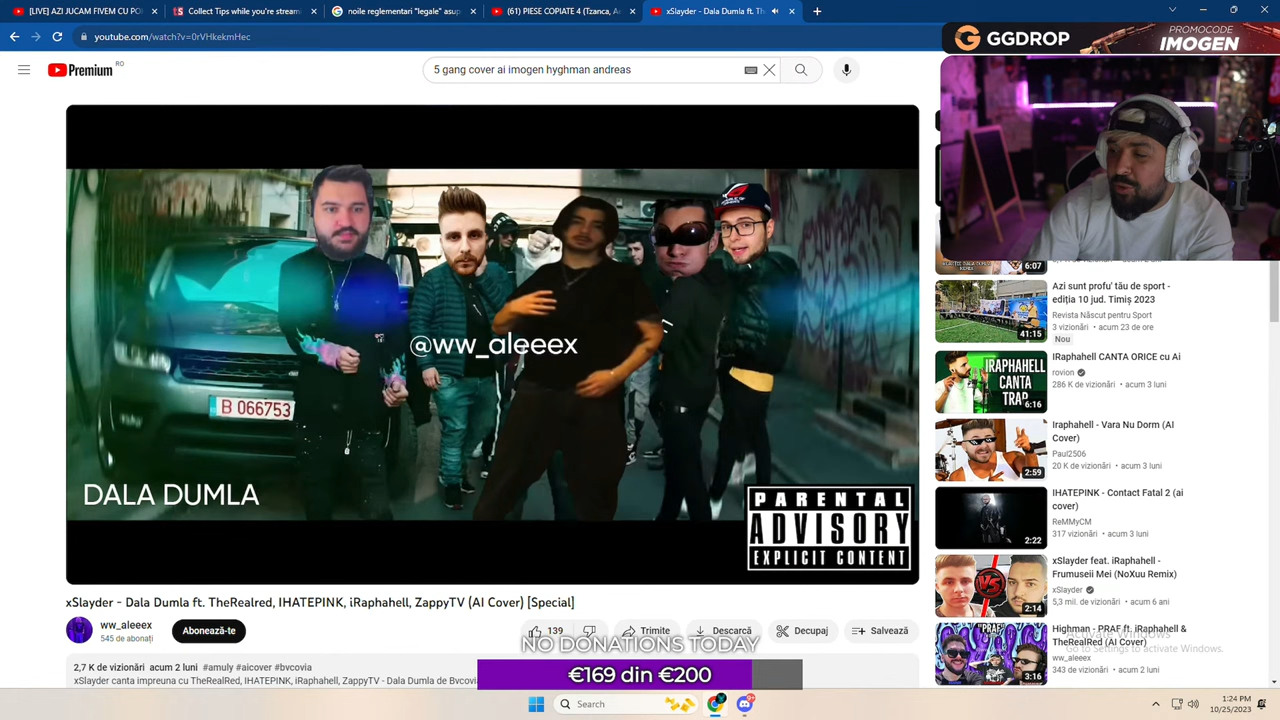 [LIVE] AZI JUCAM FIVEM CU PO
Collect Tips while you're stream
noile reglementari "legale" asup
(61) PIESE COPIATE 4 (Tzanca, A
xSlayder - Dala Dumla ft. Th
youtube.com/watch?v=0rVHkekmHec
GGDROP
PROMOCODE
IMOGEN
Premium
RO
5 gang cover ai imogen hyghman andreas
@ww_aleeex
B 066753
DALA DUMLA
PARENTAL
ADVISORY
EXPLICIT CONTENT
6:07
Azi sunt profu' tău de sport -
ediția 10 jud. Timiș 2023
Revista Născut pentru Sport
3 vizionări • acum 23 de ore
Nou
41:15
IRaphahell CANTA ORICE cu Ai
rovion
286 K de vizionări • acum 3 luni
IRAPHAHELL
CANTA
TRAP
6:16
Iraphahell - Vara Nu Dorm (AI
Cover)
Paul2506
20 K de vizionări • acum 3 luni
2:59
IHATEPINK - Contact Fatal 2 (ai
cover)
ReMMyCM
317 vizionări • acum 3 luni
2:22
xSlayder feat. iRaphahell -
Frumuseii Mei (NoXuu Remix)
xSlayder
5,3 mil. de vizionări • acum 6 ani
VS
2:14
Highman - PRAF ft. iRaphahell &
TheRealRed (AI Cover)
ww_aleeex
343 de vizionări • acum 2 luni
PRAF
3:16
Activate Windows
Go to Settings to activate Windows.
xSlayder - Dala Dumla ft. TheRealred, IHATEPINK, iRaphahell, ZappyTV (AI Cover) [Special]
ww_aleeex
545 de abonați
Abonează-te
139
Trimite
Descarcă
Decupaj
Salvează
NO DONATIONS TODAY
€169 din €200
2,7 K de vizionări acum 2 luni #amuly #aicover #bvcovia
xSlayder canta impreuna cu TheRealRed, IHATEPINK, iRaphahell, ZappyTV - Dala Dumla de Bvcovi
Search
1:24 PM
10/25/2023